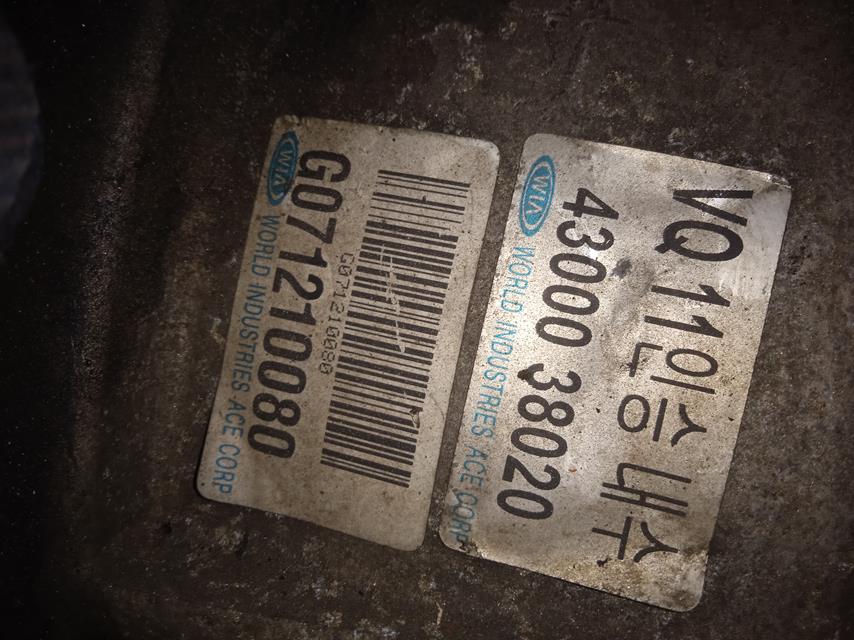 VQ 11인승 내수
43000 38020
WIA WORLD INDUSTRIES ACE CORP
G071210080
G071210080
WIA WORLD INDUSTRIES ACE CORP